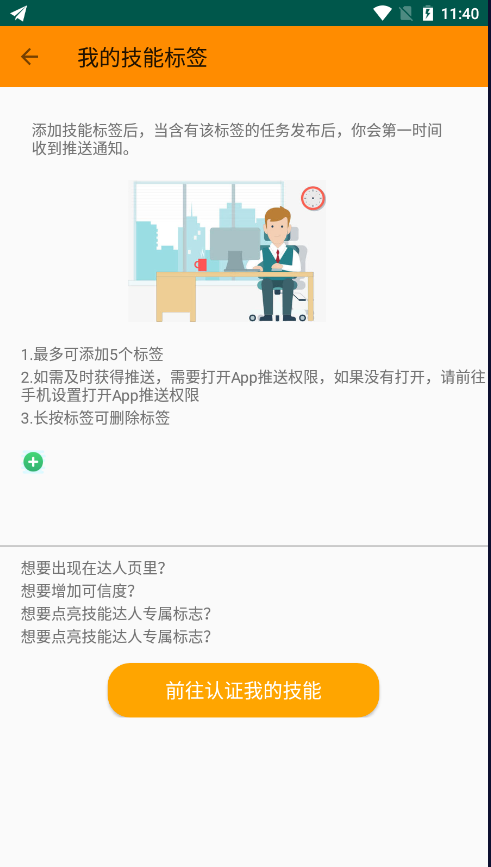 11:40
我的技能标签
添加技能标签后，当含有该标签的任务发布后，你会第一时间
收到推送通知。
1.最多可添加5个标签
2.如需及时获得推送，需要打开App推送权限，如果没有打开，请前往
手机设置打开App推送权限
3.长按标签可删除标签
想要出现在达人页里？
想要增加可信度？
想要点亮技能达人专属标志？
想要点亮技能达人专属标志？
前往认证我的技能